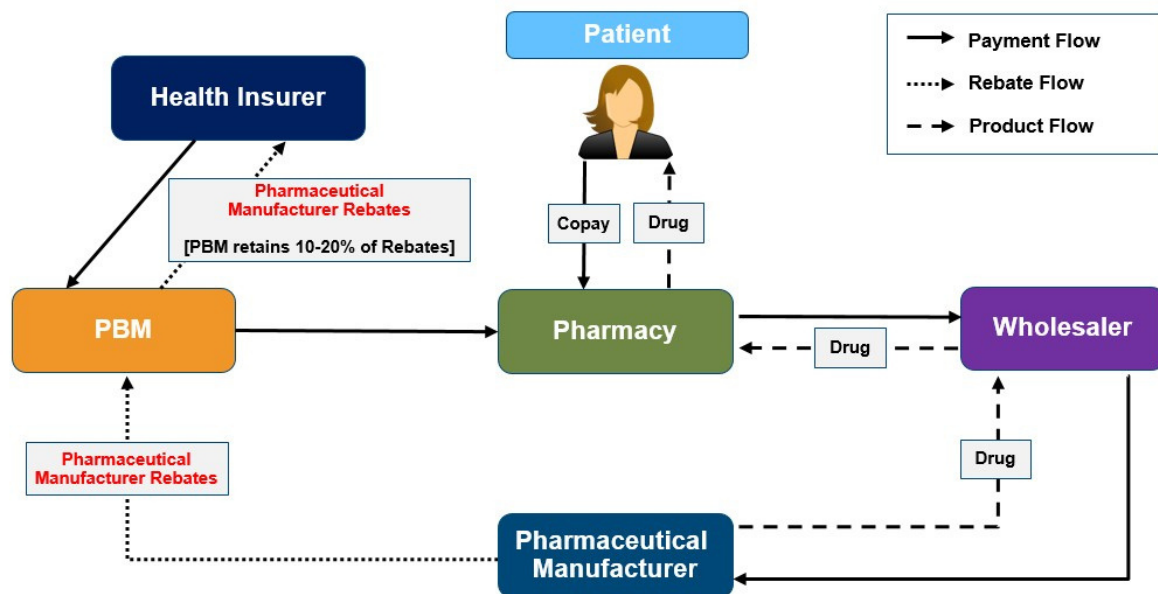 Patient
Payment Flow
Rebate Flow
Product Flow
Health Insurer
Pharmaceutical
Manufacturer Rebates
[PBM retains 10-20% of Rebates]
Copay
Drug
PBM
Pharmacy
Drug
Wholesaler
Pharmaceutical
Manufacturer Rebates
Drug
Pharmaceutical
Manufacturer